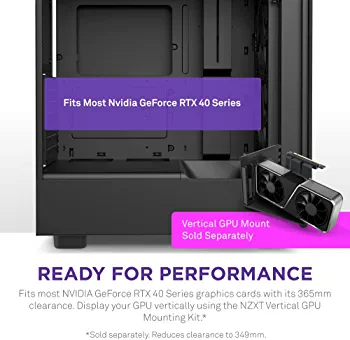 Fits Most Nvidia GeForce RTX 40 Series
Vertical GPU Mount
Sold Separately
READY FOR PERFORMANCE
Fits most NVIDIA GeForce RTX 40 Series graphics cards with its 365mm
clearance. Display your GPU vertically using the NZXT Vertical GPU
Mounting Kit.*
*Sold separately. Reduces clearance to 349mm.